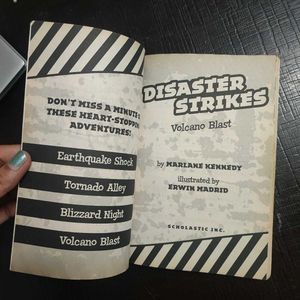 DON'T MISS A MINUTE OF
THESE HEART-STOPPING
ADVENTURES!
Earthquake Shock
Tornado Alley
Blizzard Night
Volcano Blast
DISASTER
STRIKES
Volcano Blast
by MARLANE KENNEDY
illustrated by
ERWIN MADRID
SCHOLASTIC INC.